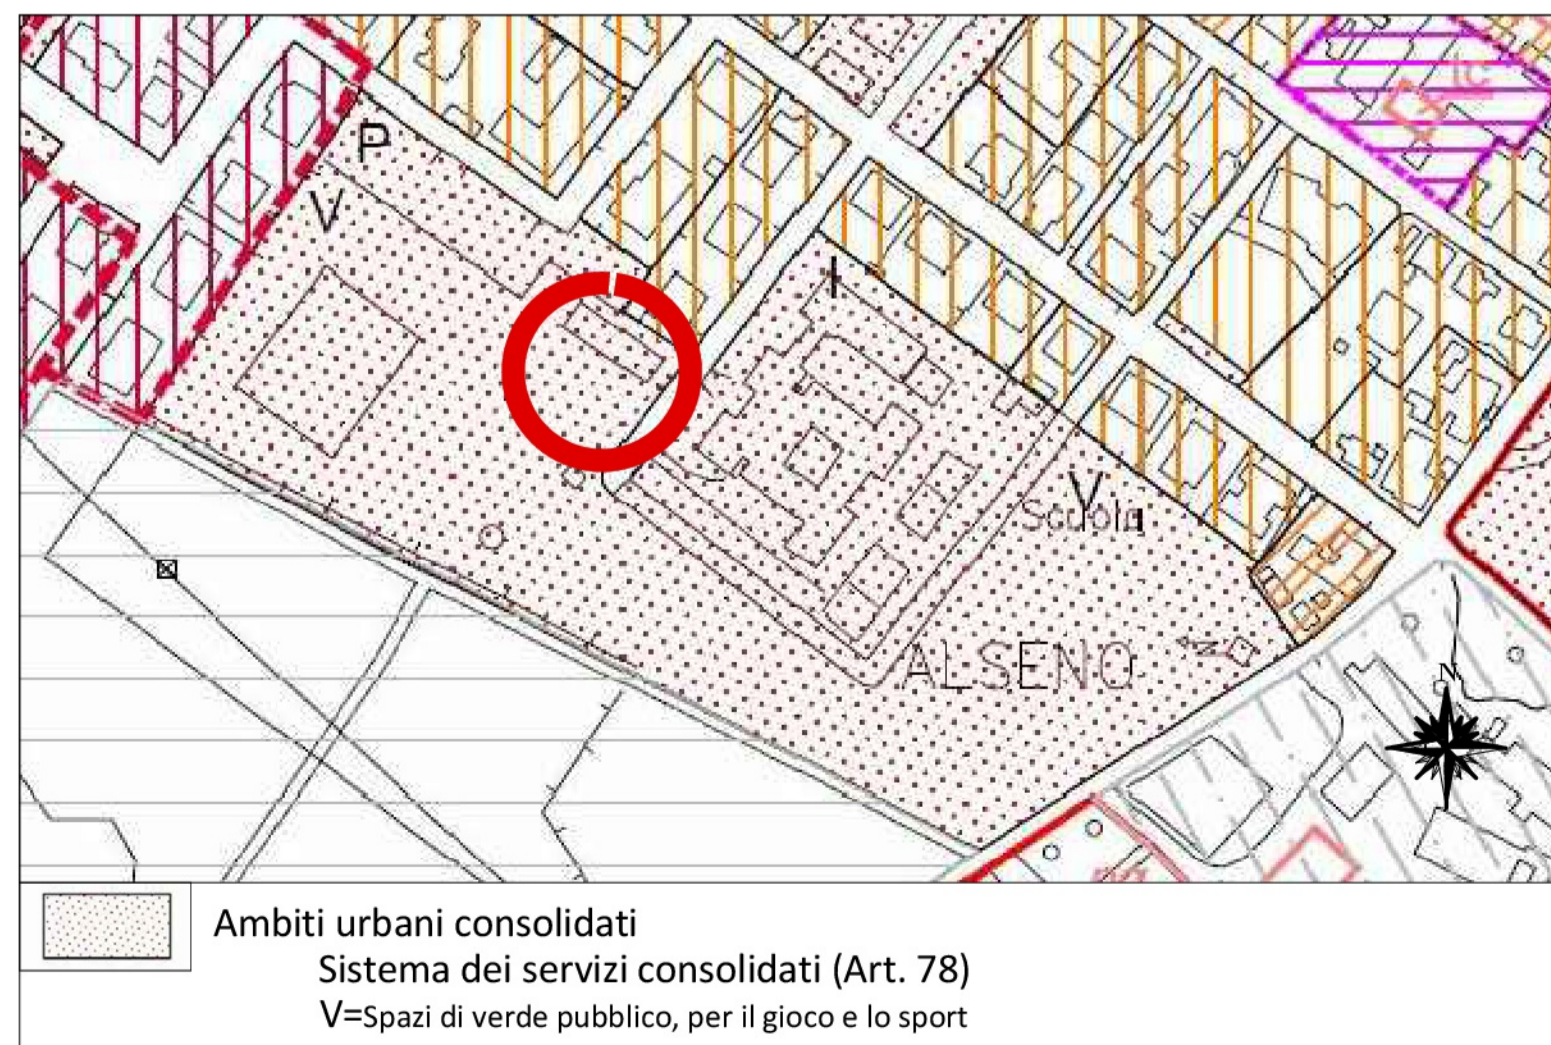 Ic
P
V
I
V
Scuola
ALSENO
N
Ambiti urbani consolidati
Sistema dei servizi consolidati (Art. 78)
V=Spazi di verde pubblico, per il gioco e lo sport